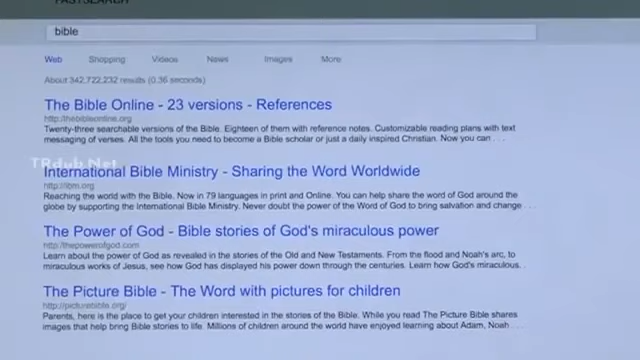 FASTSEARCH
bible
Web Shopping Videos News Images More
About 342,722,232 results (0.36 seconds)
The Bible Online - 23 versions - References
http://thebibleonline.org
Twenty-three searchable versions of the Bible. Eighteen of them with reference notes. Customizable reading plans with text
messaging of verses. All the tools you need to become a Bible scholar or just a daily inspired Christian. Now you can . . .
TRdub.Net
International Bible Ministry - Sharing the Word Worldwide
http://ibm.org
Reaching the world with the Bible. Now in 79 languages in print and Online. You can help share the word of God around the
globe by supporting the International Bible Ministry. Never doubt the power of the Word of God to bring salvation and change . . .
The Power of God - Bible stories of God's miraculous power
http://thepowerofgod.com
Learn about the power of God as revealed in the stories of the Old and New Testaments. From the flood and Noah's arc, to
miraculous works of Jesus, see how God has displayed his power down through the centuries. Learn how God's miraculous. .
The Picture Bible - The Word with pictures for children
http://picturebible.org/
Parents, here is the place to get your children interested in the stories of the Bible. While you read The Picture Bible shares
images that help bring Bible stories to life. Millions of children around the world have enjoyed learning about Adam, Noah . . .